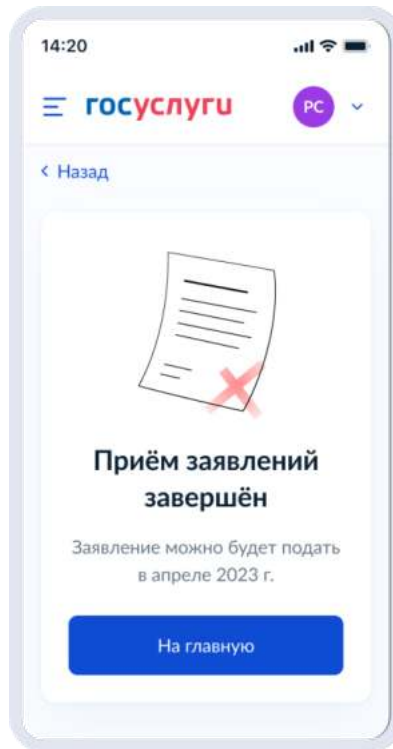 14:20
госуслуги
РС
Назад
Приём заявлений
завершён
Заявление можно будет подать
в апреле 2023 г.
На главную